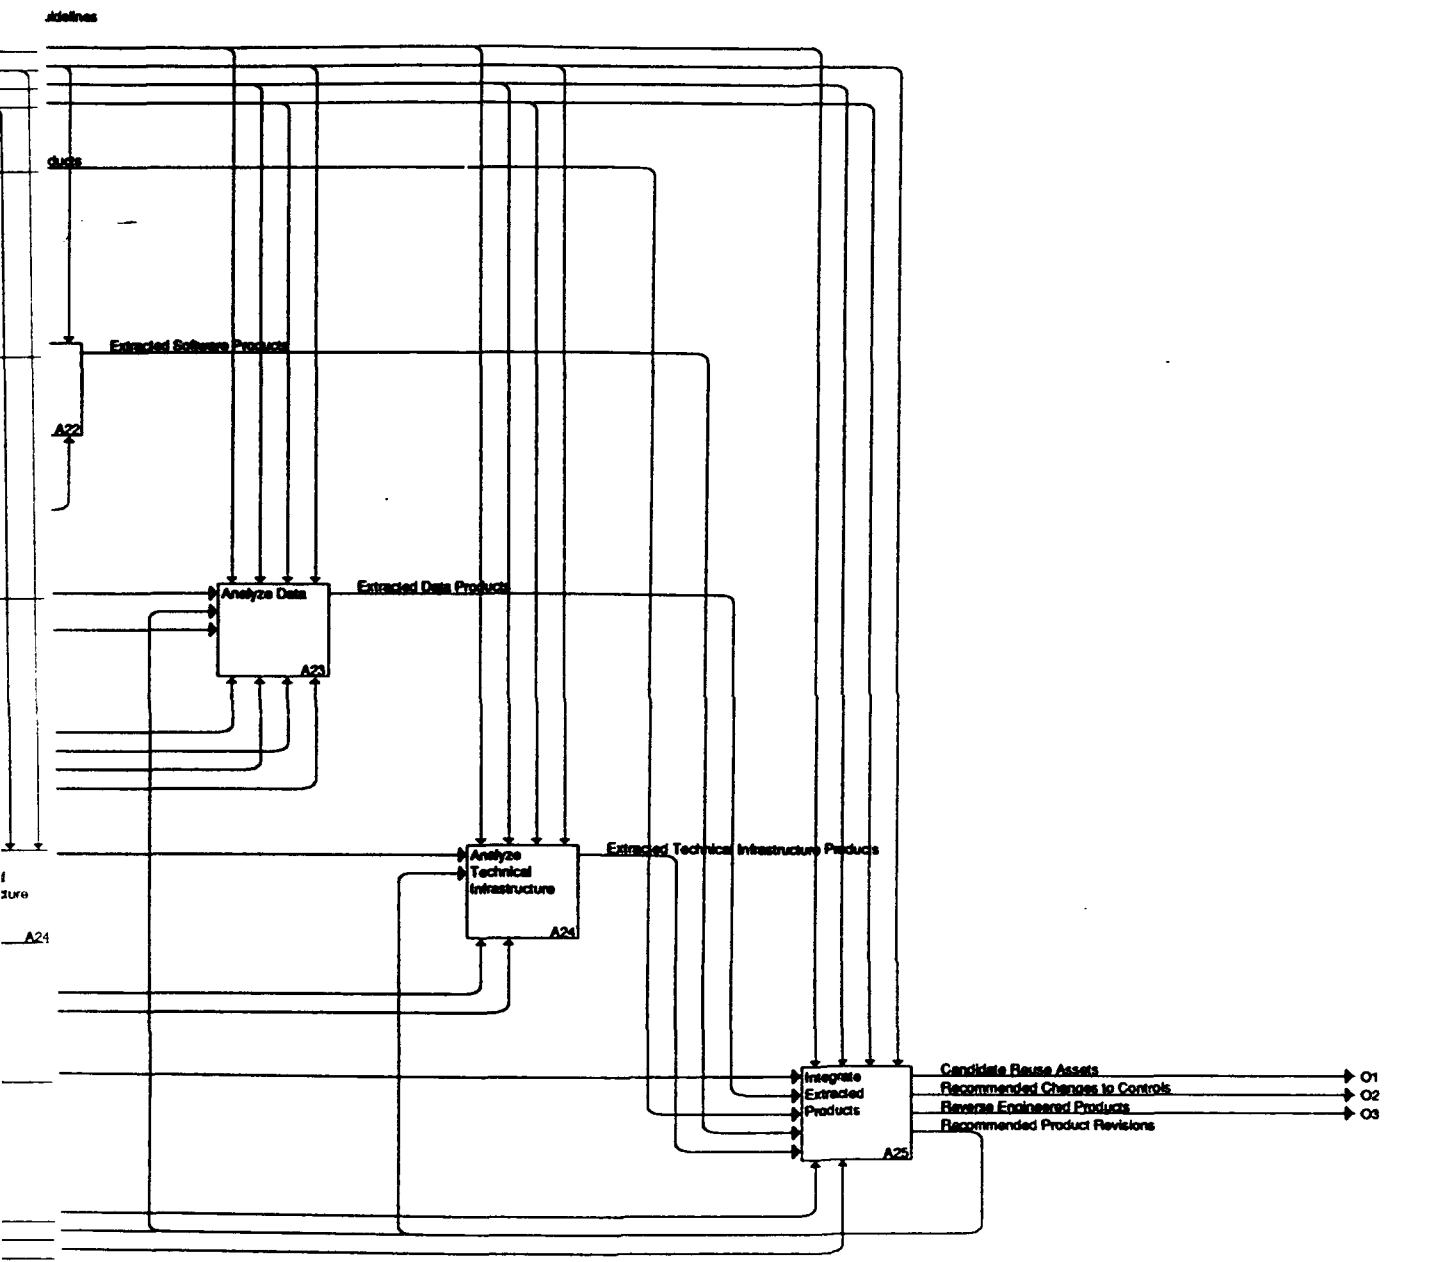 Extracted Software Products
A22
Extracted Data Products
Analyze Data
A23
Extracted Technical Infrastructure Products
Analyze
Technical
Infrastructure
A24
A24
Candidate Reuse Assets
O1
Integrate
Recommended Changes to Controls
O2
Extracted
Reverse Engineered Products
O3
Products
Recommended Product Revisions
A25